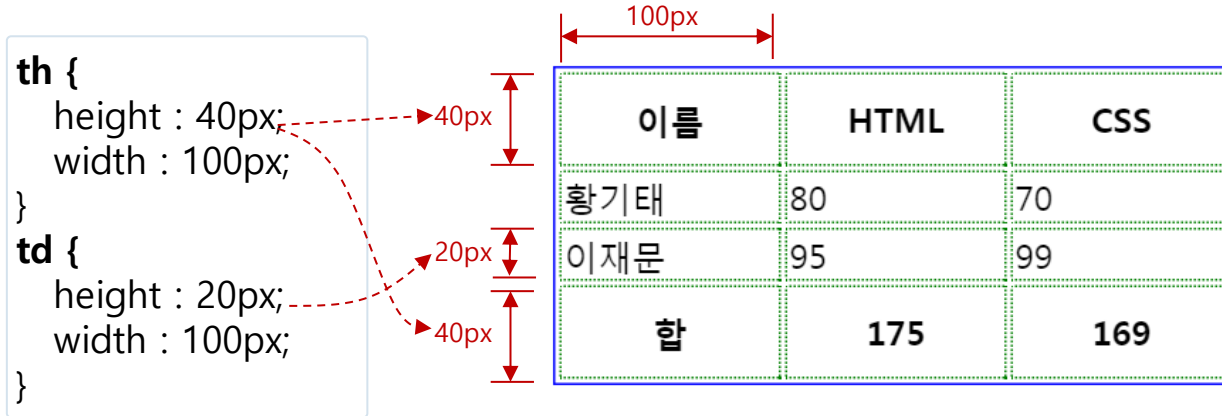 th {
height : 40px;
width : 100px;
}
td {
height : 20px;
width : 100px;
}
100px
40px
20px
40px
이름 HTML CSS
황기태 80 70
이재문 95 99
합 175 169